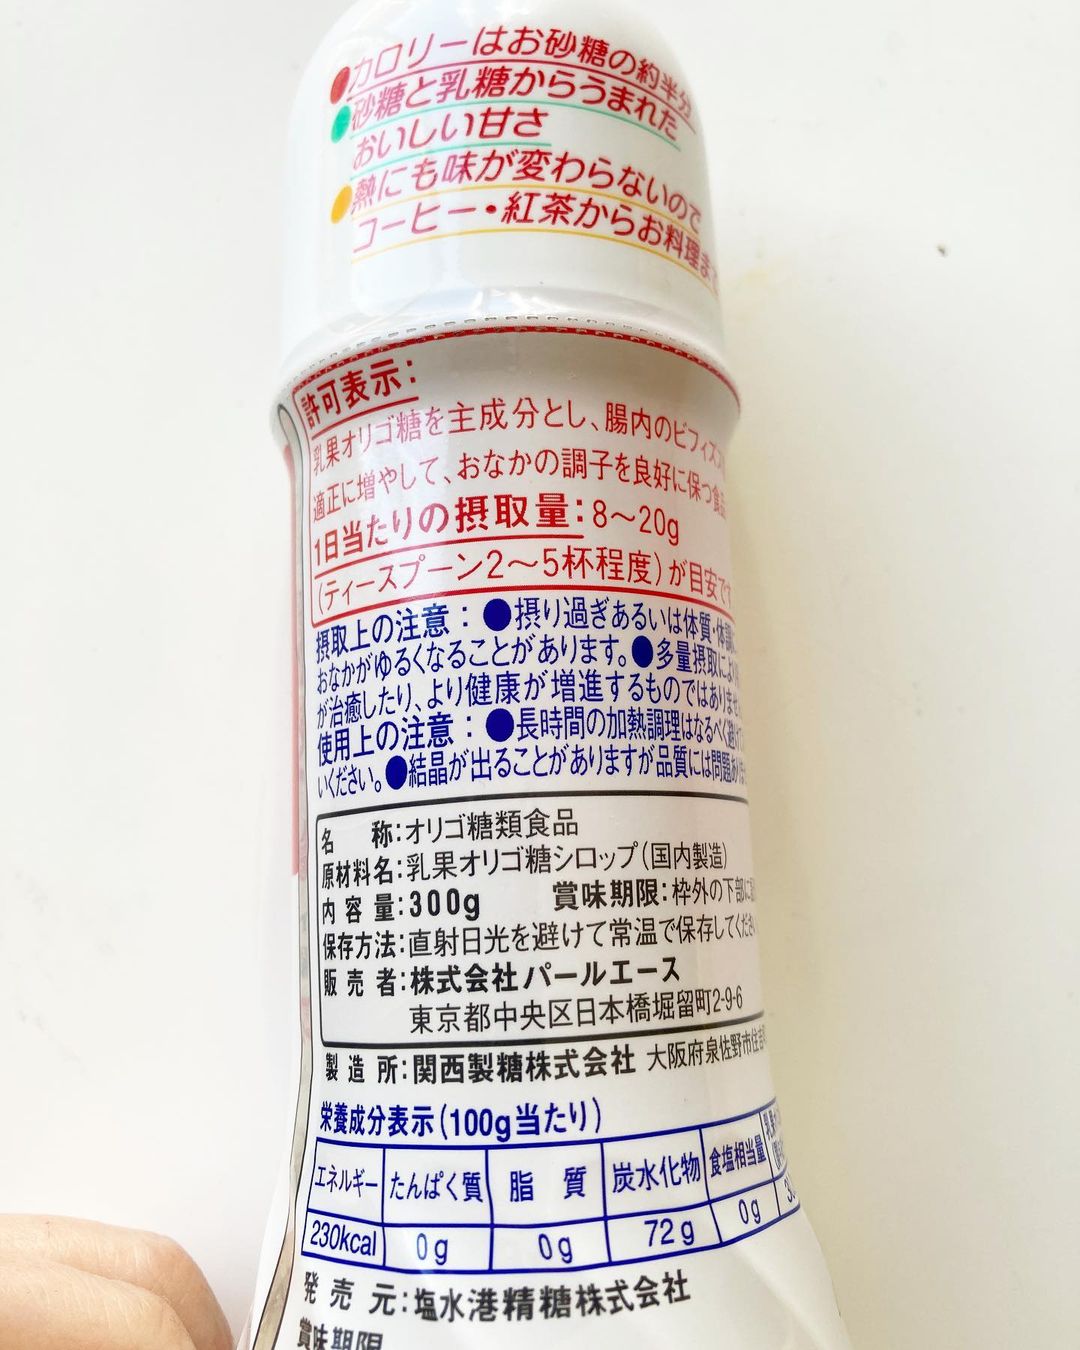 ●カロリーはお砂糖の約半分
●砂糖と乳糖からうまれた
おいしい甘さ
●熱にも味が変わらないので
コーヒー・紅茶からお料理ま
許可表示:
乳果オリゴ糖を主成分とし、腸内のビフィズ
適正に増やして、おなかの調子を良好に保つ食品
1日当たりの摂取量:8〜20g
(ティースプーン2〜5杯程度)が目安で
摂取上の注意:●摂り過ぎあるいは体質・体調
おなかがゆるくなることがあります。●多量摂取によ
が治癒したり、より健康が増進するものではありませ
使用上の注意:●長時間の加熱調理はなるべく避け
いください。●結晶が出ることがありますが品質には問題あ
名称:オリゴ糖類食品
原材料名:乳果オリゴ糖シロップ(国内製造)
内容量:300g 賞味期限:枠外の下部に
保存方法:直射日光を避けて常温で保存してくださ
販売者:株式会社パールエース
東京都中央区日本橋堀留町2-9-6
製造所:関西製糖株式会社 大阪府泉佐野市住吉
栄養成分表示(100g当たり)
エネルギー たんぱく質 脂質 炭水化物 食塩相当量
230kcal 0g 0g 72g 0g
発売元:塩水港精糖株式会社
賞味期限